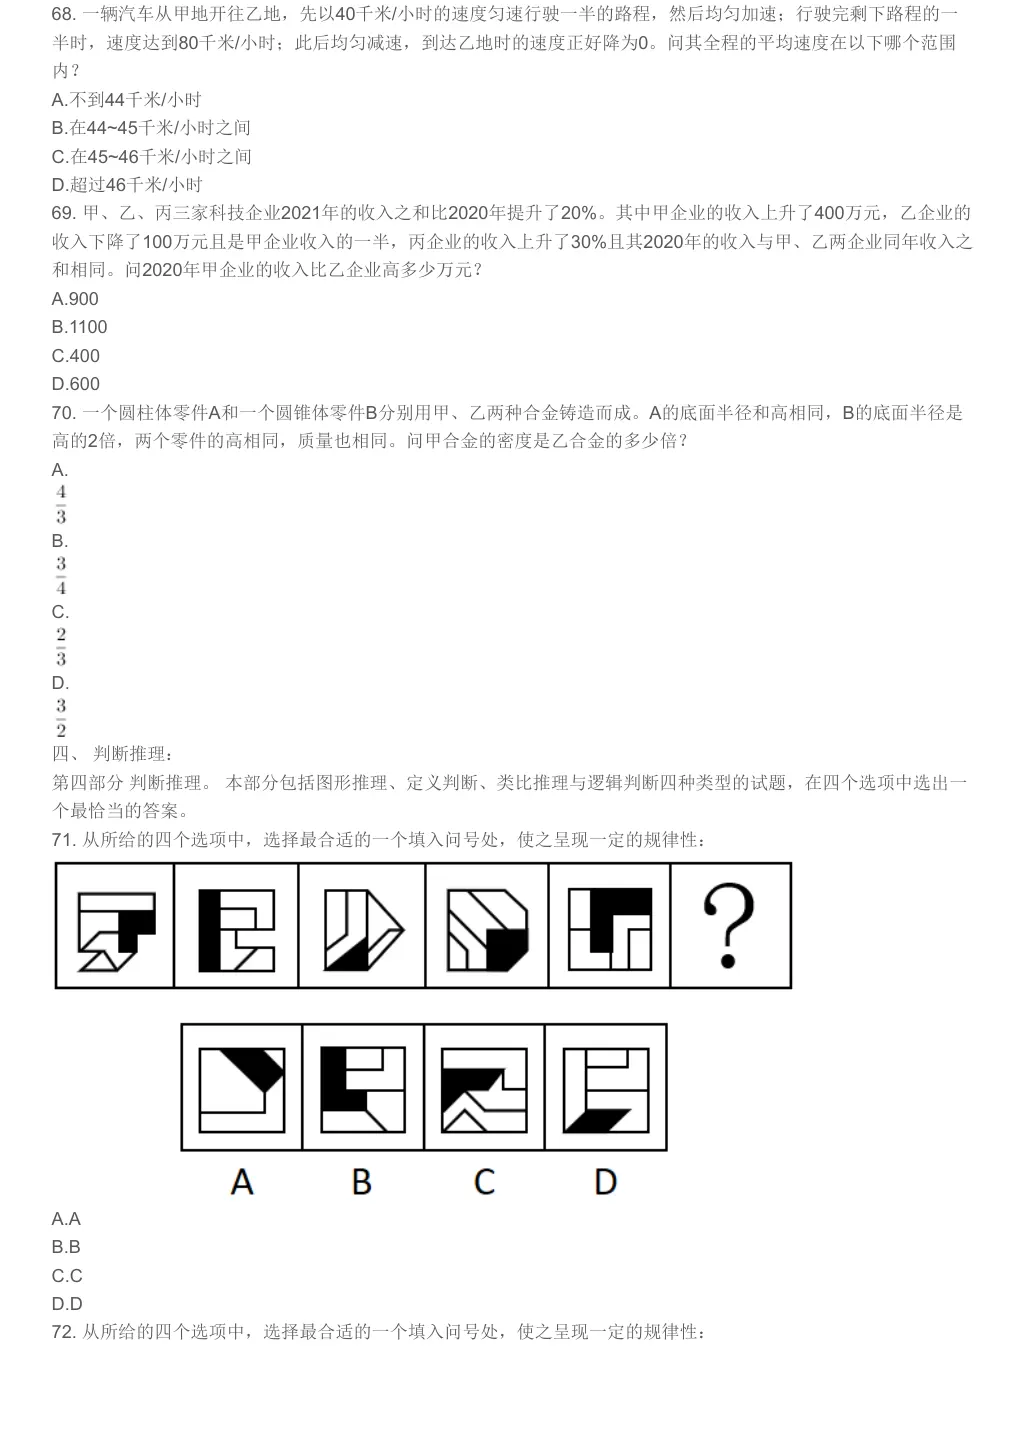 68. 一辆汽车从甲地开往乙地，先以40千米/小时的速度匀速行驶一半的路程，然后均匀加速；行驶完剩下路程的一
半时，速度达到80千米/小时；此后均匀减速，到达乙地时的速度正好降为0。问其全程的平均速度在以下哪个范围
内？
A.不到44千米/小时
B.在44~45千米/小时之间
C.在45~46千米/小时之间
D.超过46千米/小时
69. 甲、乙、丙三家科技企业2021年的收入之和比2020年提升了20%。其中甲企业的收入上升了400万元，乙企业的
收入下降了100万元且是甲企业收入的一半，丙企业的收入上升了30%且其2020年的收入与甲、乙两企业同年收入之
和相同。问2020年甲企业的收入比乙企业高多少万元？
A.900
B.1100
C.400
D.600
70. 一个圆柱体零件A和一个圆锥体零件B分别用甲、乙两种合金铸造而成。A的底面半径和高相同，B的底面半径是
高的2倍，两个零件的高相同，质量也相同。问甲合金的密度是乙合金的多少倍？
A.
4
3
B.
3
4
C.
2
3
D.
3
2
四、 判断推理：
第四部分 判断推理。 本部分包括图形推理、定义判断、类比推理与逻辑判断四种类型的试题，在四个选项中选出一
个最恰当的答案。
71. 从所给的四个选项中，选择最合适的一个填入问号处，使之呈现一定的规律性：
?
A B C D
A.A
B.B
C.C
D.D
72. 从所给的四个选项中，选择最合适的一个填入问号处，使之呈现一定的规律性：